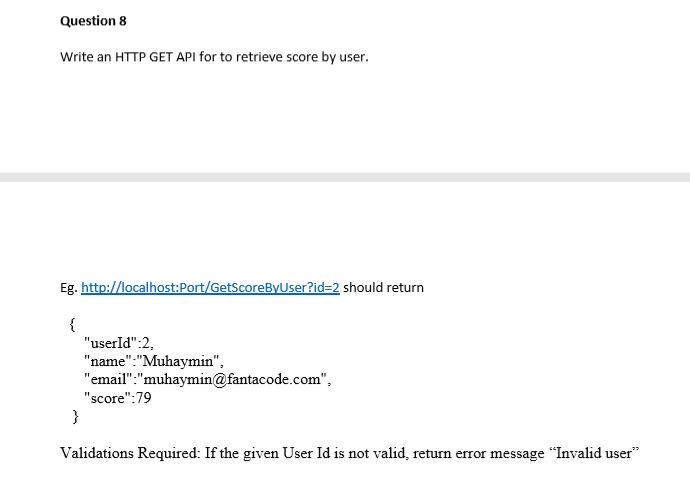 Question 8
Write an HTTP GET API for to retrieve score by user.
Eg. http://localhost:Port/GetScoreByUser?id=2 should return
{
"userId":2,
"name":"Muhaymin",
"email":"muhaymin@fantacode.com",
"score":79
}
Validations Required: If the given User Id is not valid, return error message “Invalid user”